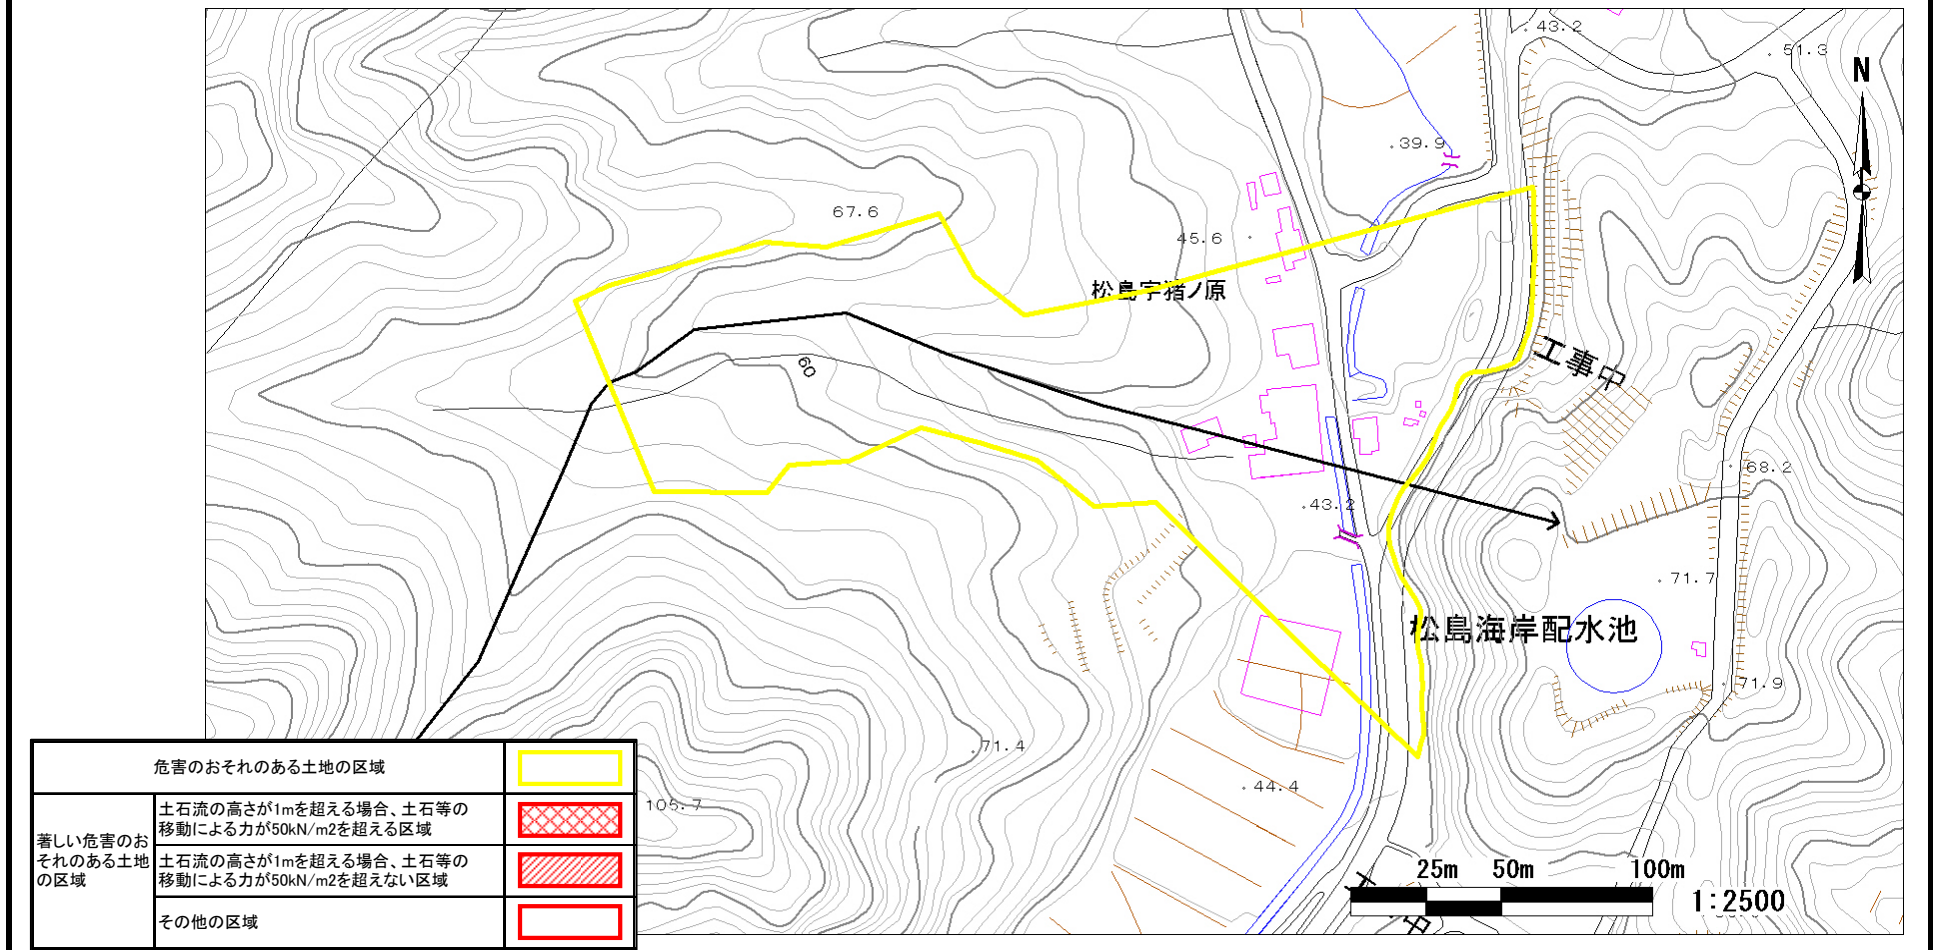 43.2
51.3
N
39.9
67.6
45.6
松島字猪ノ原
工事中
60
68.2
43.2
71.7
松島海岸配水池
71.9
71.4
44.4
105.7
危害のおそれのある土地の区域
著しい危害のお
それのある土地
の区域
土石流の高さが1mを超える場合、土石等の
移動による力が50kN/m2を超える区域
土石流の高さが1mを超える場合、土石等の
移動による力が50kN/m2を超えない区域
その他の区域
25m 50m 100m
1:2500